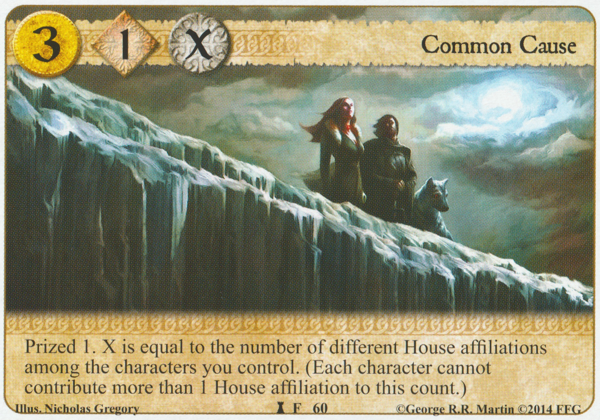 3 1 X Common Cause
Prized 1. X is equal to the number of different House affiliations
among the characters you control. (Each character cannot
contribute more than 1 House affiliation to this count.)
Illus. Nicholas Gregory F 60 ©George R.R. Martin ©2014 FFG